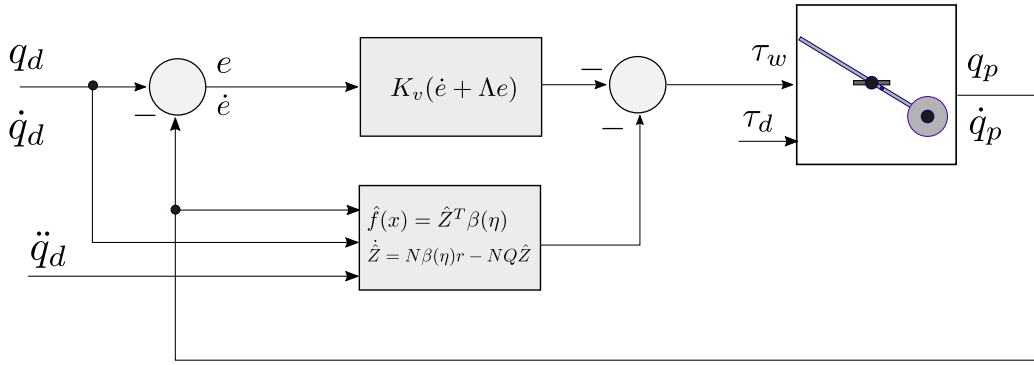 q_d
q̇_d
−
e
ė
K_v(ė + Λe)
−
−
τ_w
τ_d
q_p
q̇_p
q̈_d
f̂(x) = Ẑ^T β(η)
Ẑ̇ = Nβ(η)r − NQẐ